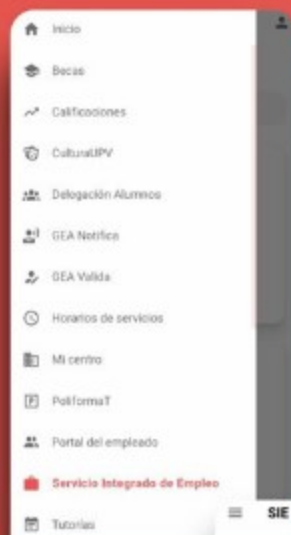 Inicio
Becas
Calificaciones
CulturaUPV
Delegación Alumnos
GEA Notifica
GEA Valida
Horarios de servicios
Mi centro
PoliformaT
Portal del empleado
Servicio Integrado de Empleo
Tutorías
SIE